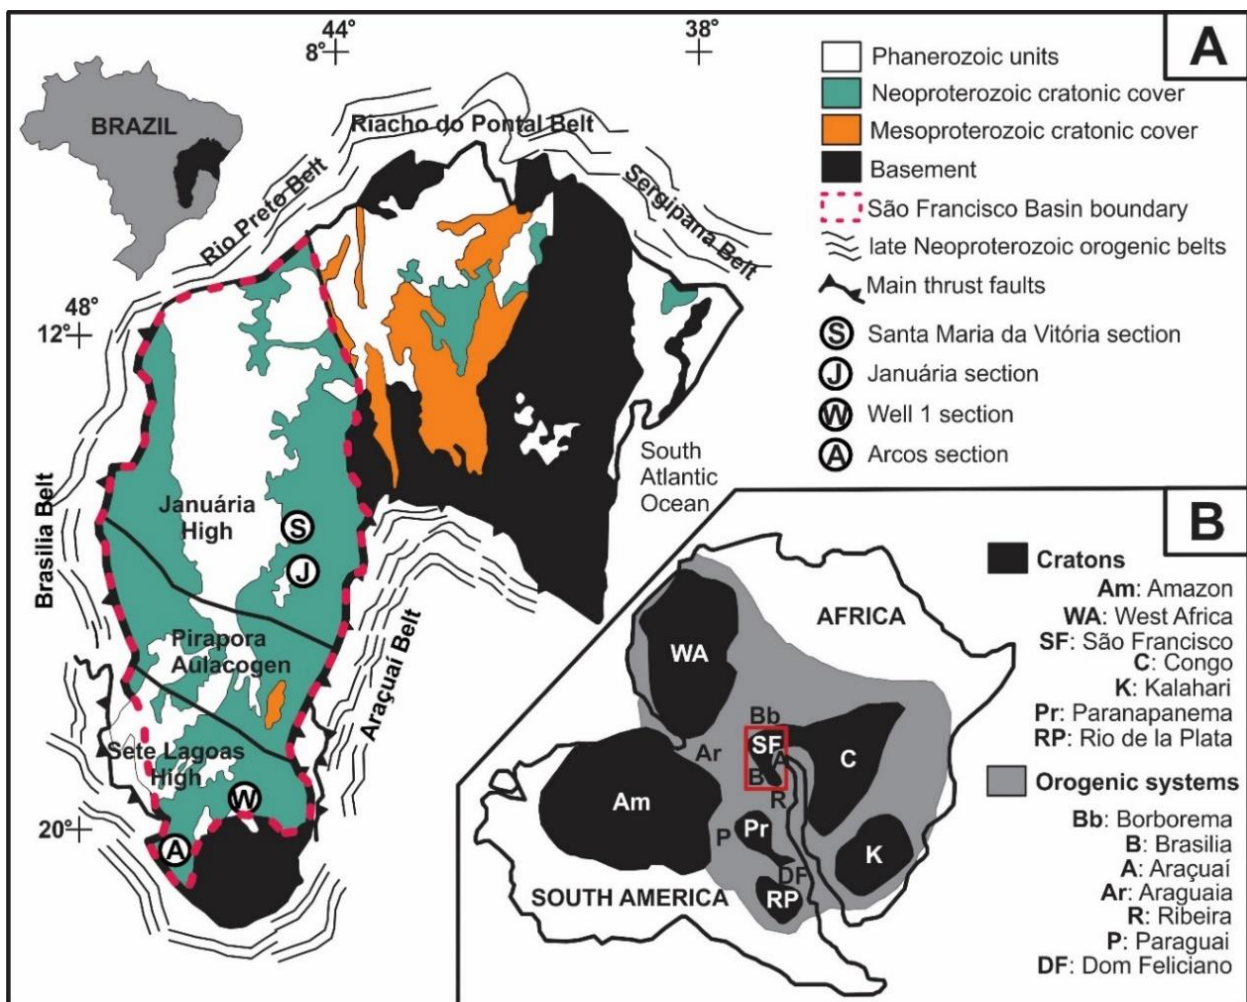 A
44°
8°
38°
BRAZIL
Riacho do Pontal Belt
Rio Preto Belt
Sergipana Belt
48°
12°
Phanerozoic units
Neoproterozoic cratonic cover
Mesoproterozoic cratonic cover
Basement
São Francisco Basin boundary
late Neoproterozoic orogenic belts
Main thrust faults
S Santa Maria da Vitória section
J Januária section
W Well 1 section
A Arcos section
South
Atlantic
Ocean
Januária
High
S
J
Brasilia Belt
Pirapora
Aulacogen
Araçuaí Belt
Sete Lagoas
High
W
20°
A
B
AFRICA
WA
Bb
SF
A
Ar
B
C
R
Am
Pr
P
K
DF
RP
SOUTH AMERICA
Cratons
Am: Amazon
WA: West Africa
SF: São Francisco
C: Congo
K: Kalahari
Pr: Paranapanema
RP: Rio de la Plata
Orogenic systems
Bb: Borborema
B: Brasilia
A: Araçuaí
Ar: Araguaia
R: Ribeira
P: Paraguai
DF: Dom Feliciano